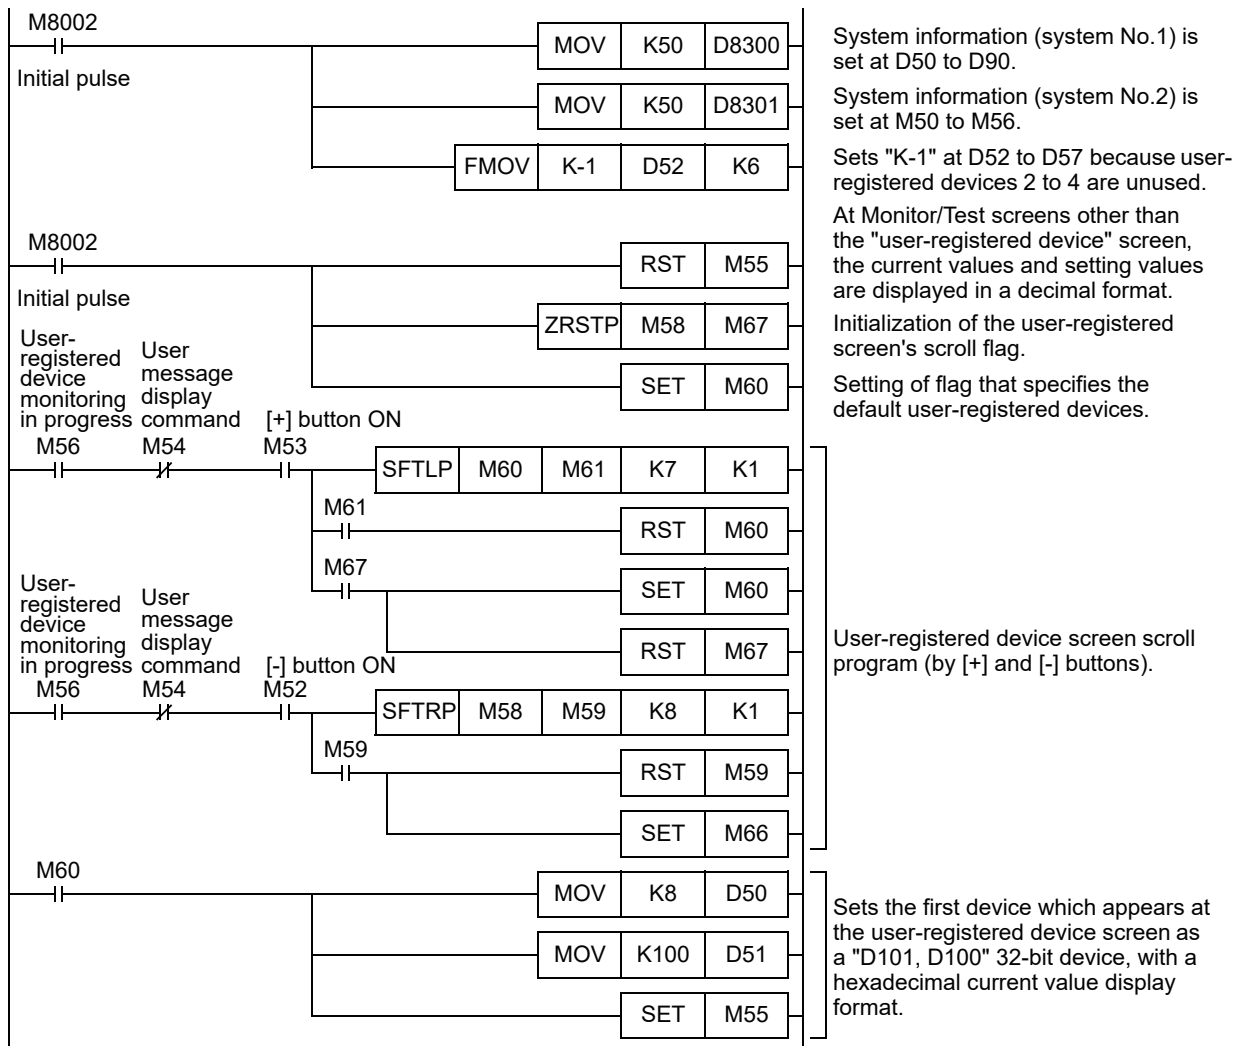 M8002
MOV K50 D8300
System information (system No.1) is
set at D50 to D90.
Initial pulse
MOV K50 D8301
System information (system No.2) is
set at M50 to M56.
FMOV K-1 D52 K6
Sets "K-1" at D52 to D57 because user-
registered devices 2 to 4 are unused.
M8002
RST M55
At Monitor/Test screens other than
the "user-registered device" screen,
the current values and setting values
are displayed in a decimal format.
Initial pulse
ZRSTP M58 M67
Initialization of the user-registered
screen's scroll flag.
SET M60
Setting of flag that specifies the
default user-registered devices.
User-
registered
device
monitoring
in progress
User
message
display
command
[+] button ON
M56 M54 M53
SFTLP M60 M61 K7 K1
M61
RST M60
M67
SET M60
RST M67
User-registered device screen scroll
program (by [+] and [-] buttons).
User-
registered
device
monitoring
in progress
User
message
display
command
[-] button ON
M56 M54 M52
SFTRP M58 M59 K8 K1
M59
RST M59
SET M66
M60
MOV K8 D50
MOV K100 D51
SET M55
Sets the first device which appears at
the user-registered device screen as
a "D101, D100" 32-bit device, with a
hexadecimal current value display
format.